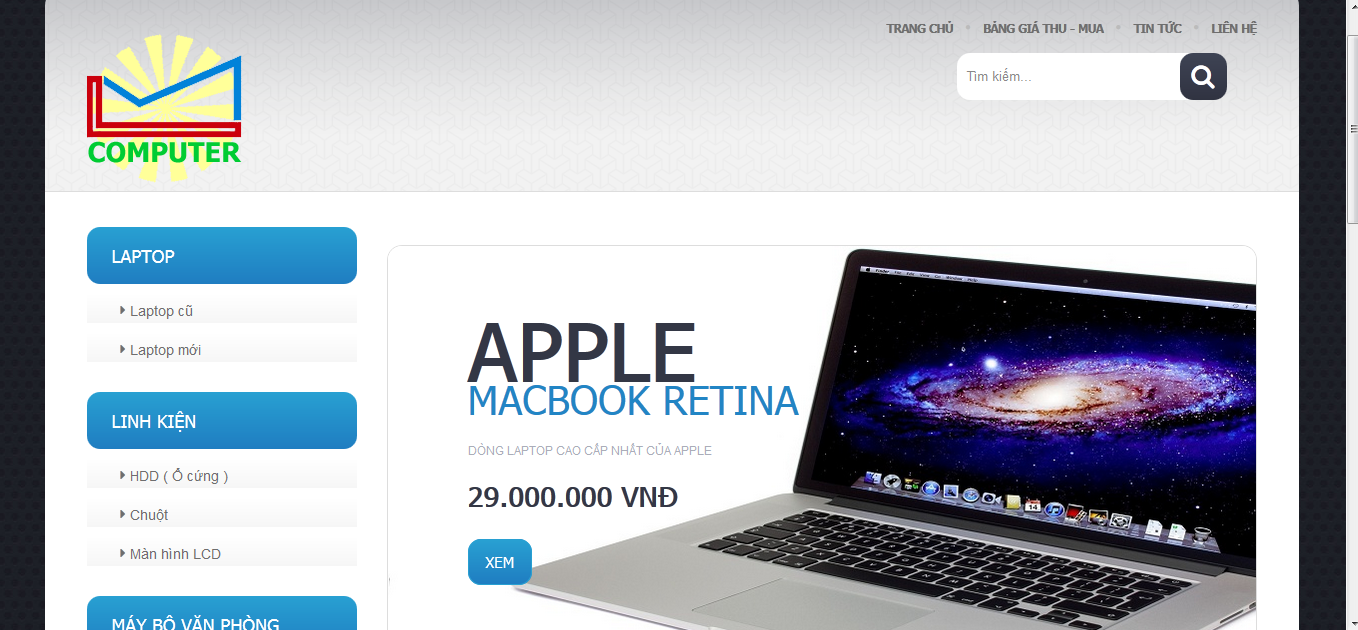 TRANG CHỦ
BẢNG GIÁ THU - MUA
TIN TỨC
LIÊN HỆ
Tìm kiếm...
COMPUTER
LAPTOP
Laptop cũ
Laptop mới
LINH KIỆN
HDD ( Ổ cứng )
Chuột
Màn hình LCD
MÁY BỘ VĂN PHÒNG
APPLE
MACBOOK RETINA
DÒNG LAPTOP CAO CẤP NHẤT CỦA APPLE
29.000.000 VNĐ
XEM